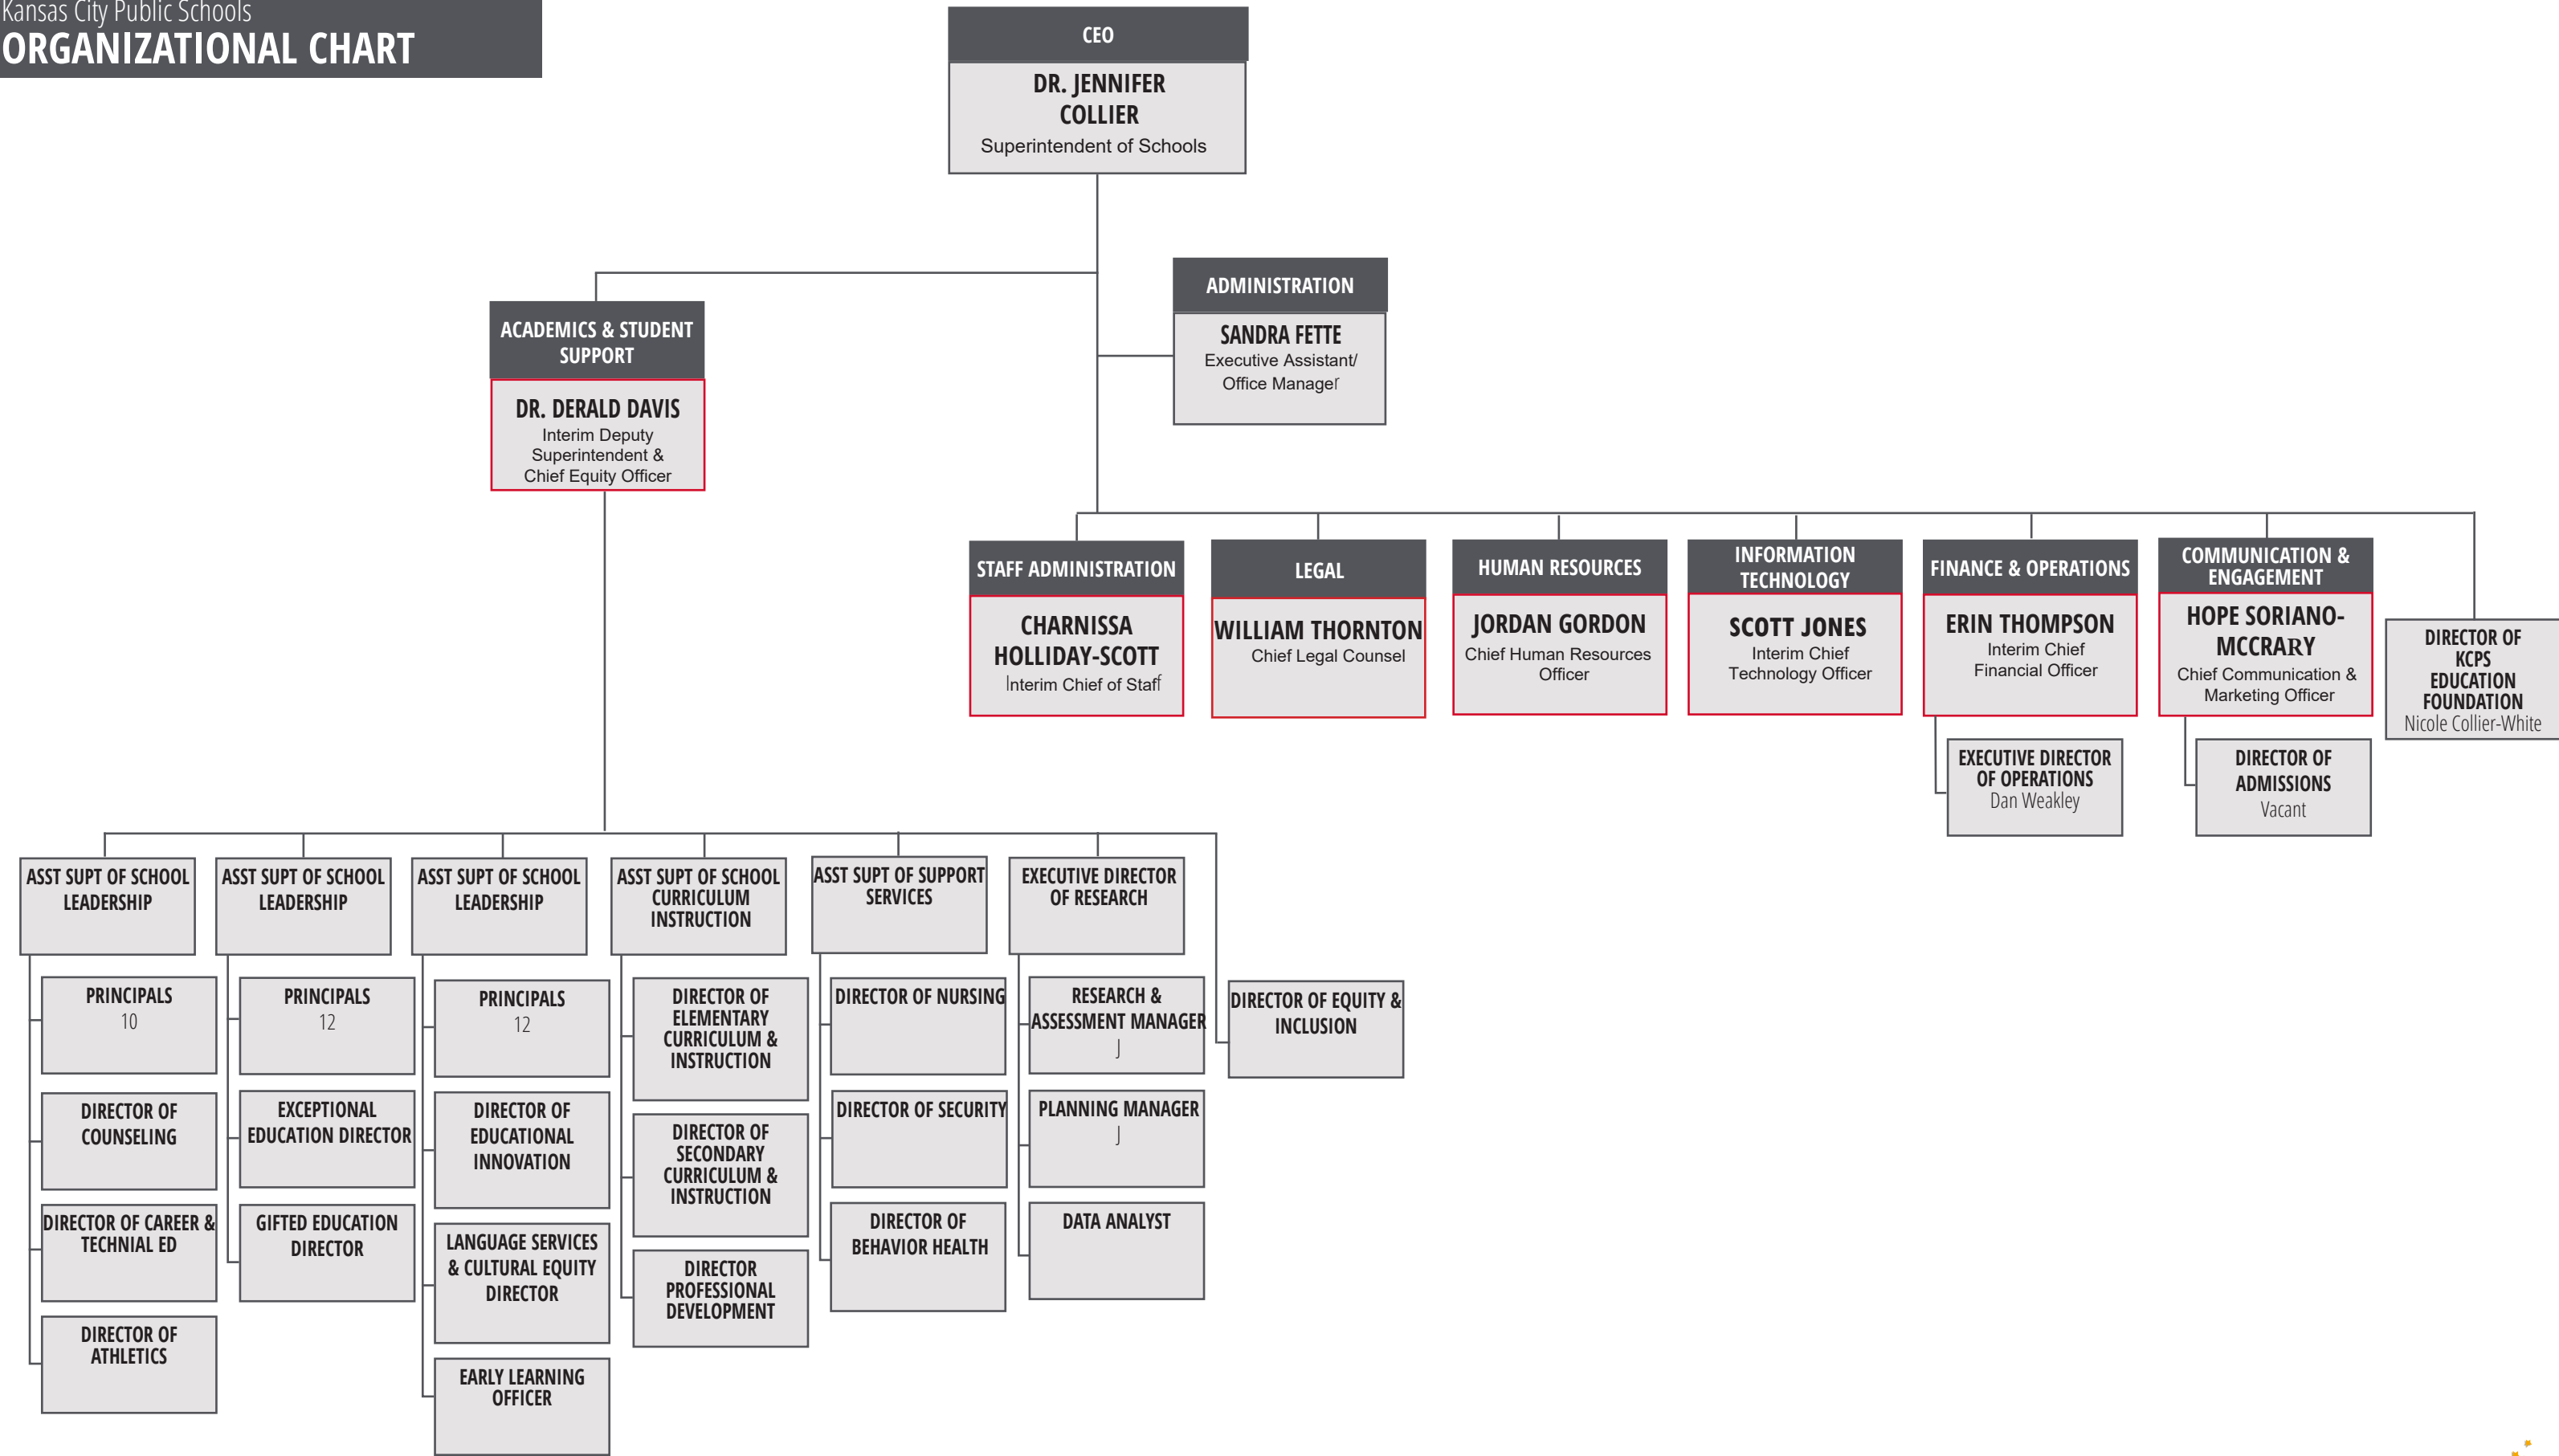 Kansas City Public Schools
ORGANIZATIONAL CHART
CEO
DR. JENNIFER
COLLIER
Superintendent of Schools
ADMINISTRATION
SANDRA FETTE
Executive Assistant/
Office Manager
ACADEMICS & STUDENT
SUPPORT
DR. DERALD DAVIS
Interim Deputy
Superintendent &
Chief Equity Officer
STAFF ADMINISTRATION
CHARNISSA
HOLLIDAY-SCOTT
Interim Chief of Staff
LEGAL
WILLIAM THORNTON
Chief Legal Counsel
HUMAN RESOURCES
JORDAN GORDON
Chief Human Resources
Officer
INFORMATION
TECHNOLOGY
SCOTT JONES
Interim Chief
Technology Officer
FINANCE & OPERATIONS
ERIN THOMPSON
Interim Chief
Financial Officer
COMMUNICATION &
ENGAGEMENT
HOPE SORIANO-
MCCRARY
Chief Communication &
Marketing Officer
DIRECTOR OF
KCPS
EDUCATION
FOUNDATION
Nicole Collier-White
EXECUTIVE DIRECTOR
OF OPERATIONS
Dan Weakley
DIRECTOR OF
ADMISSIONS
Vacant
ASST SUPT OF SCHOOL
LEADERSHIP
PRINCIPALS
10
DIRECTOR OF
COUNSELING
DIRECTOR OF CAREER &
TECHNIAL ED
DIRECTOR OF
ATHLETICS
ASST SUPT OF SCHOOL
LEADERSHIP
PRINCIPALS
12
EXCEPTIONAL
EDUCATION DIRECTOR
GIFTED EDUCATION
DIRECTOR
ASST SUPT OF SCHOOL
LEADERSHIP
PRINCIPALS
12
DIRECTOR OF
EDUCATIONAL
INNOVATION
LANGUAGE SERVICES
& CULTURAL EQUITY
DIRECTOR
EARLY LEARNING
OFFICER
ASST SUPT OF SCHOOL
CURRICULUM
INSTRUCTION
DIRECTOR OF
ELEMENTARY
CURRICULUM &
INSTRUCTION
DIRECTOR OF
SECONDARY
CURRICULUM &
INSTRUCTION
DIRECTOR
PROFESSIONAL
DEVELOPMENT
ASST SUPT OF SUPPORT
SERVICES
DIRECTOR OF NURSING
DIRECTOR OF SECURITY
DIRECTOR OF
BEHAVIOR HEALTH
EXECUTIVE DIRECTOR
OF RESEARCH
RESEARCH &
ASSESSMENT MANAGER
J
PLANNING MANAGER
J
DATA ANALYST
DIRECTOR OF EQUITY &
INCLUSION